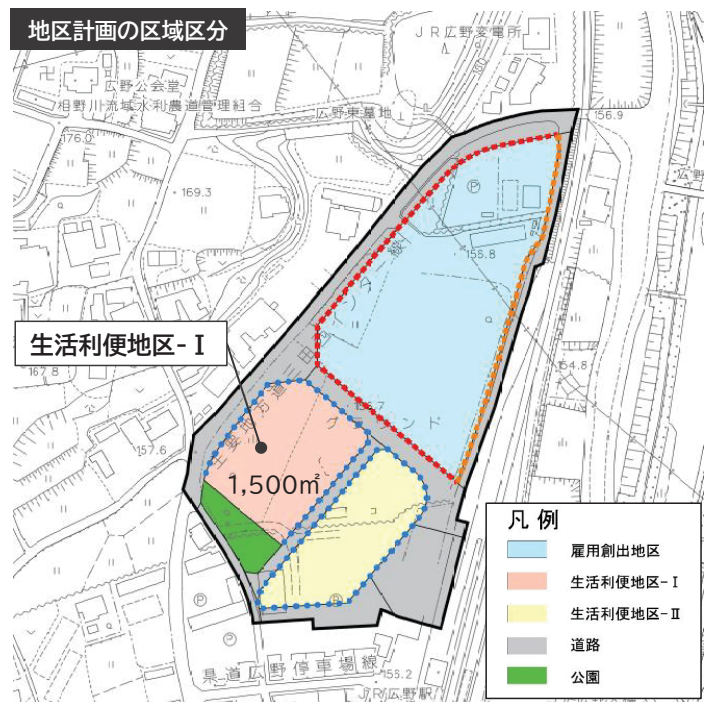 地区計画の区域区分
JR広野変電所
広野公会堂
相野川流域水利農道管理組合
広野東墓地
156.9
176.0
169.3
生活利便地区-Ⅰ
167.8
157.6
154.8
グラウンド
1,500㎡
県道広野停車場線
JR広野駅
凡例
雇用創出地区
生活利便地区-Ⅰ
生活利便地区-Ⅱ
道路
公園